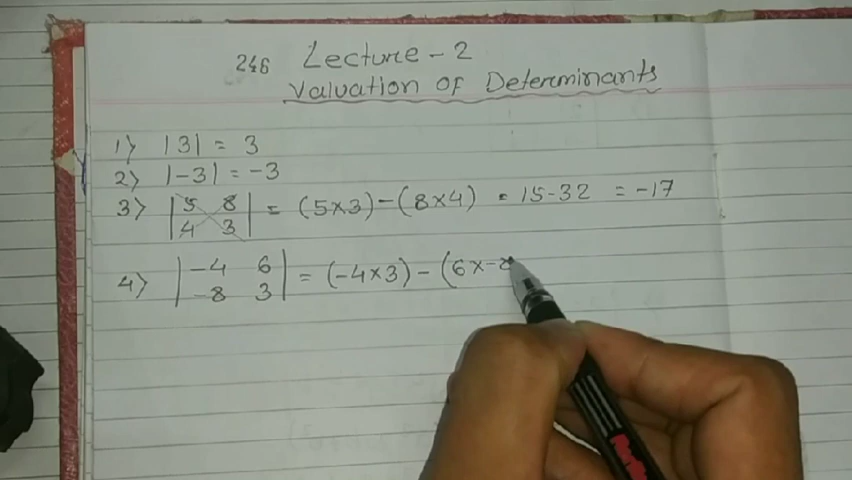 246 Lecture - 2
Valuation of Determinants
1) |3| = 3
2) |-3| = -3
3) |5 8| = (5×3)-(8×4) = 15-32 = -17
|4 3|
4) |-4 6| = (-4×3) - (6×-8
|-8 3|